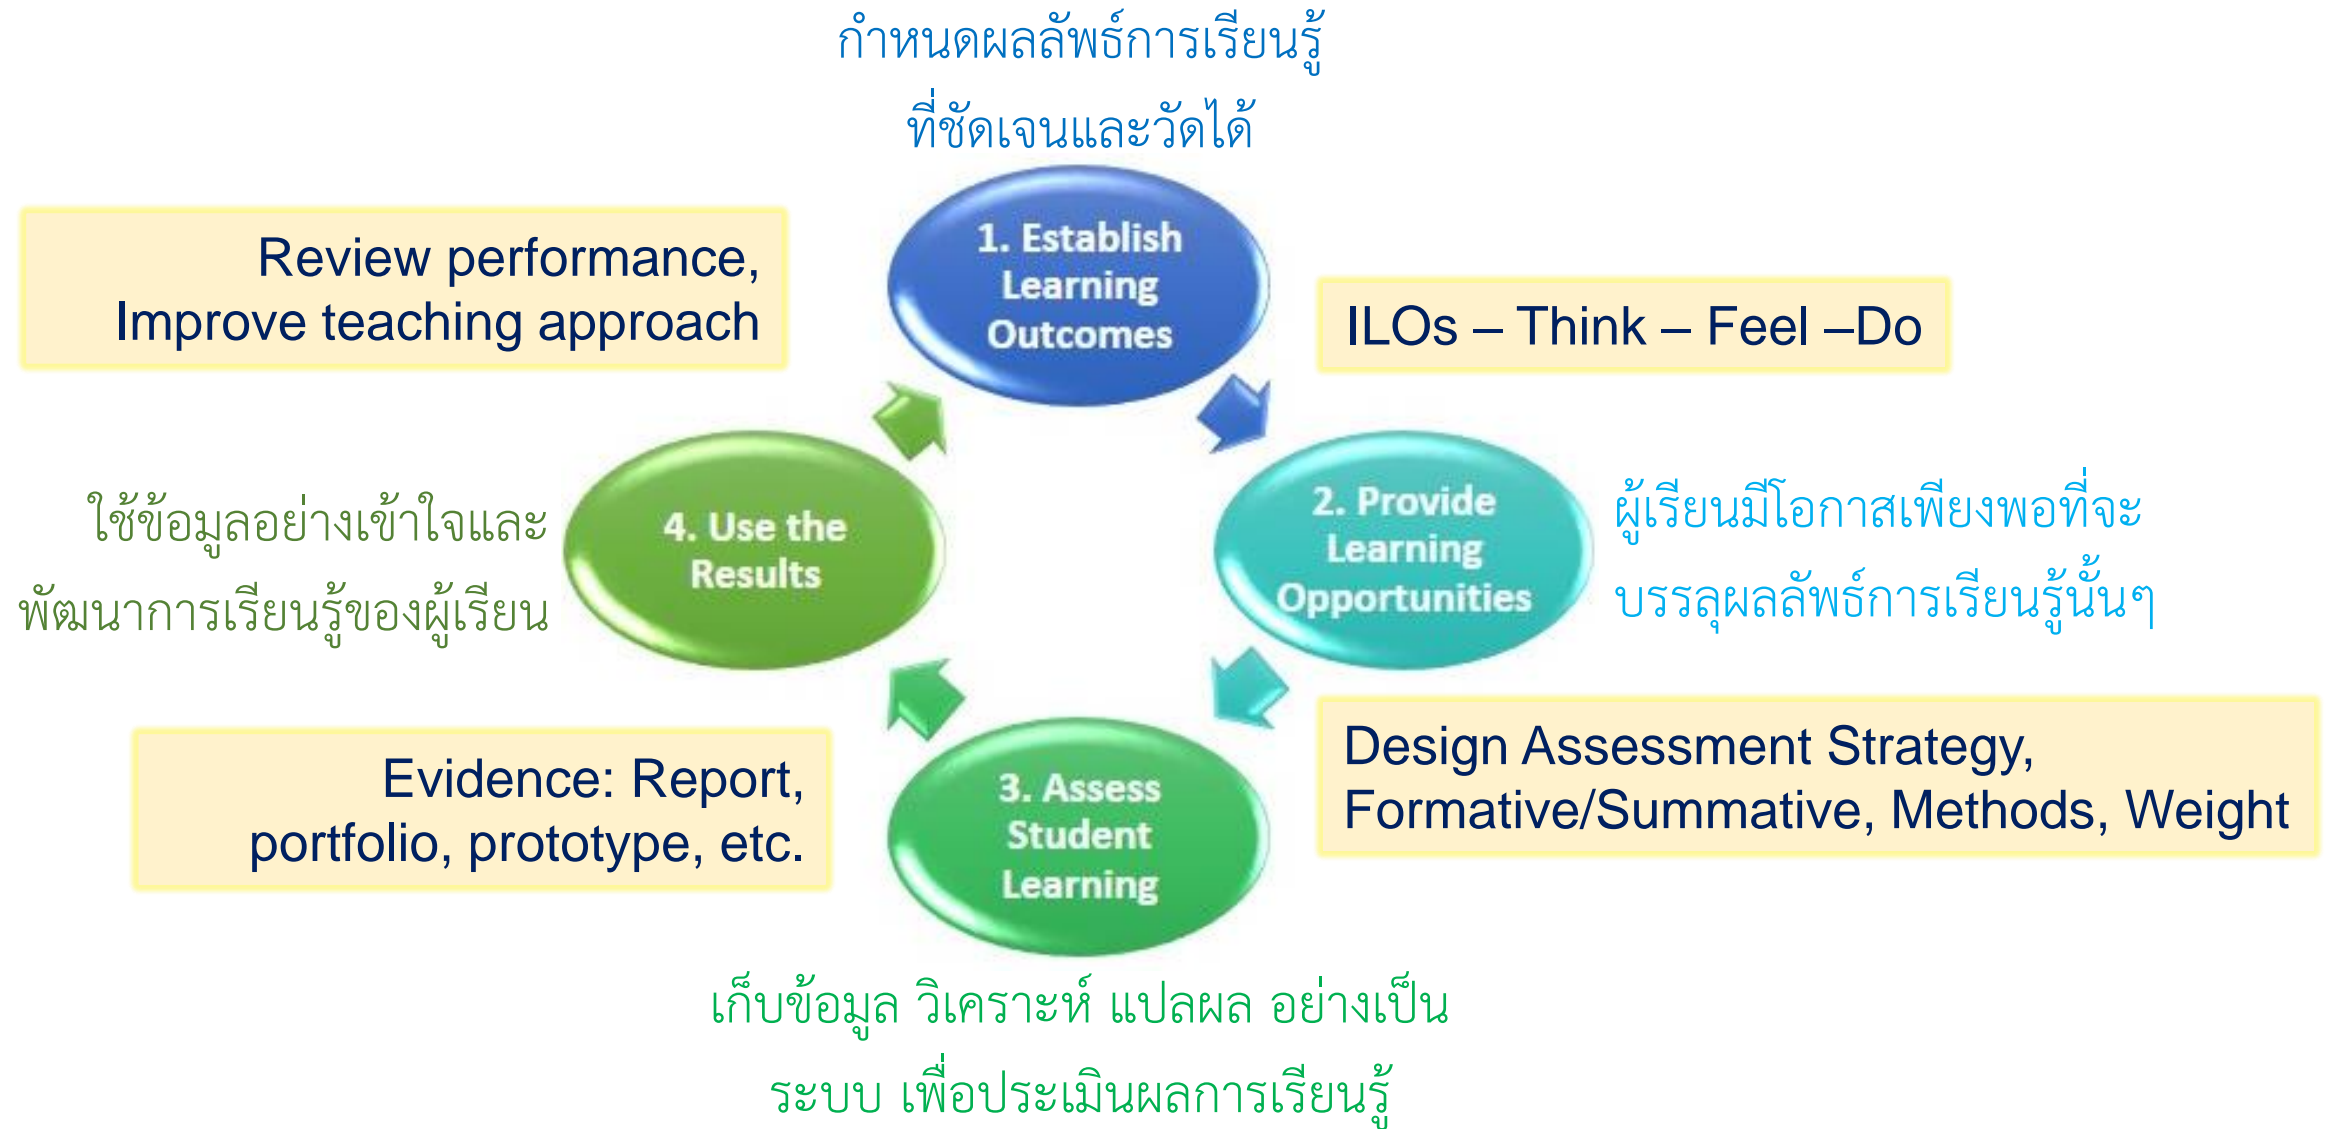 กำหนดผลลัพธ์การเรียนรู้
ที่ชัดเจนและวัดได้
1. Establish
Learning
Outcomes
Review performance,
Improve teaching approach
ILOs – Think – Feel –Do
2. Provide
Learning
Opportunities
ผู้เรียนมีโอกาสเพียงพอที่จะ
บรรลุผลลัพธ์การเรียนรู้นั้นๆ
4. Use the
Results
ใช้ข้อมูลอย่างเข้าใจและ
พัฒนาการเรียนรู้ของผู้เรียน
Design Assessment Strategy,
Formative/Summative, Methods, Weight
Evidence: Report,
portfolio, prototype, etc.
3. Assess
Student
Learning
เก็บข้อมูล วิเคราะห์ แปลผล อย่างเป็น
ระบบ เพื่อประเมินผลการเรียนรู้